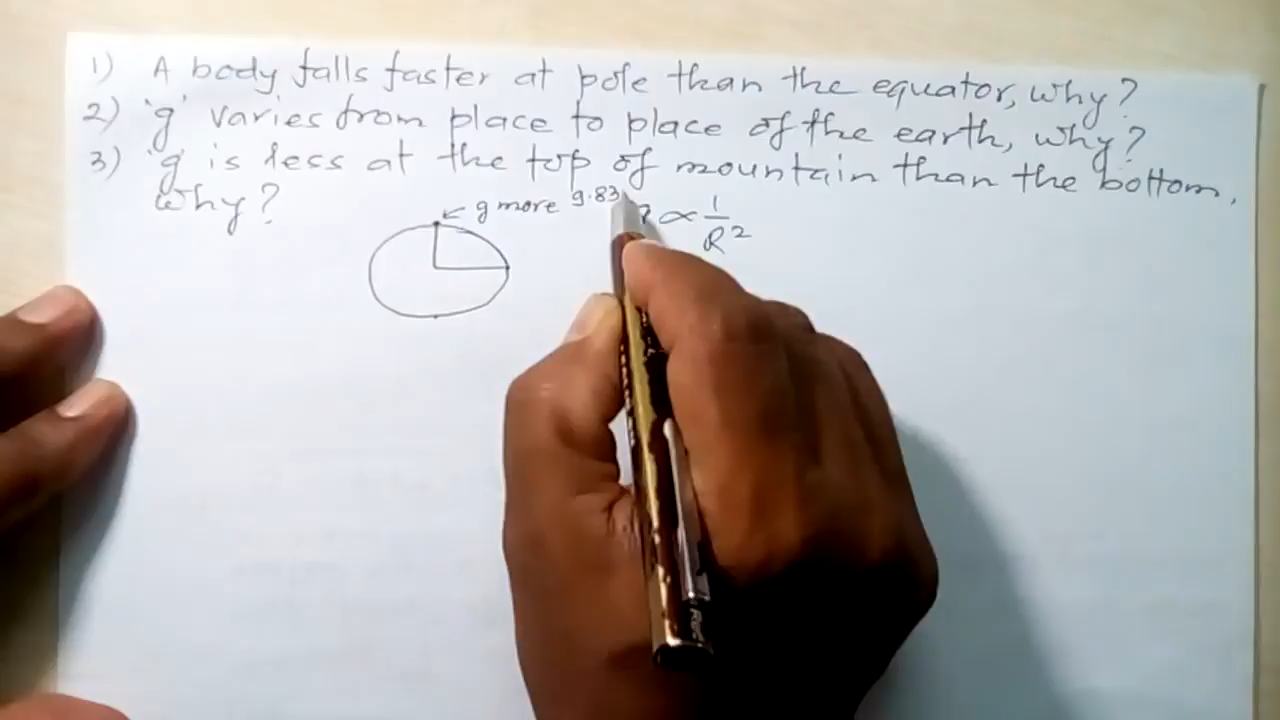 1) A body falls faster at pole than the equator, why?
2) 'g' varies from place to place of the earth, why?
3) 'g' is less at the top of mountain than the bottom,
why?
g more 9.83
∝ 1/R²